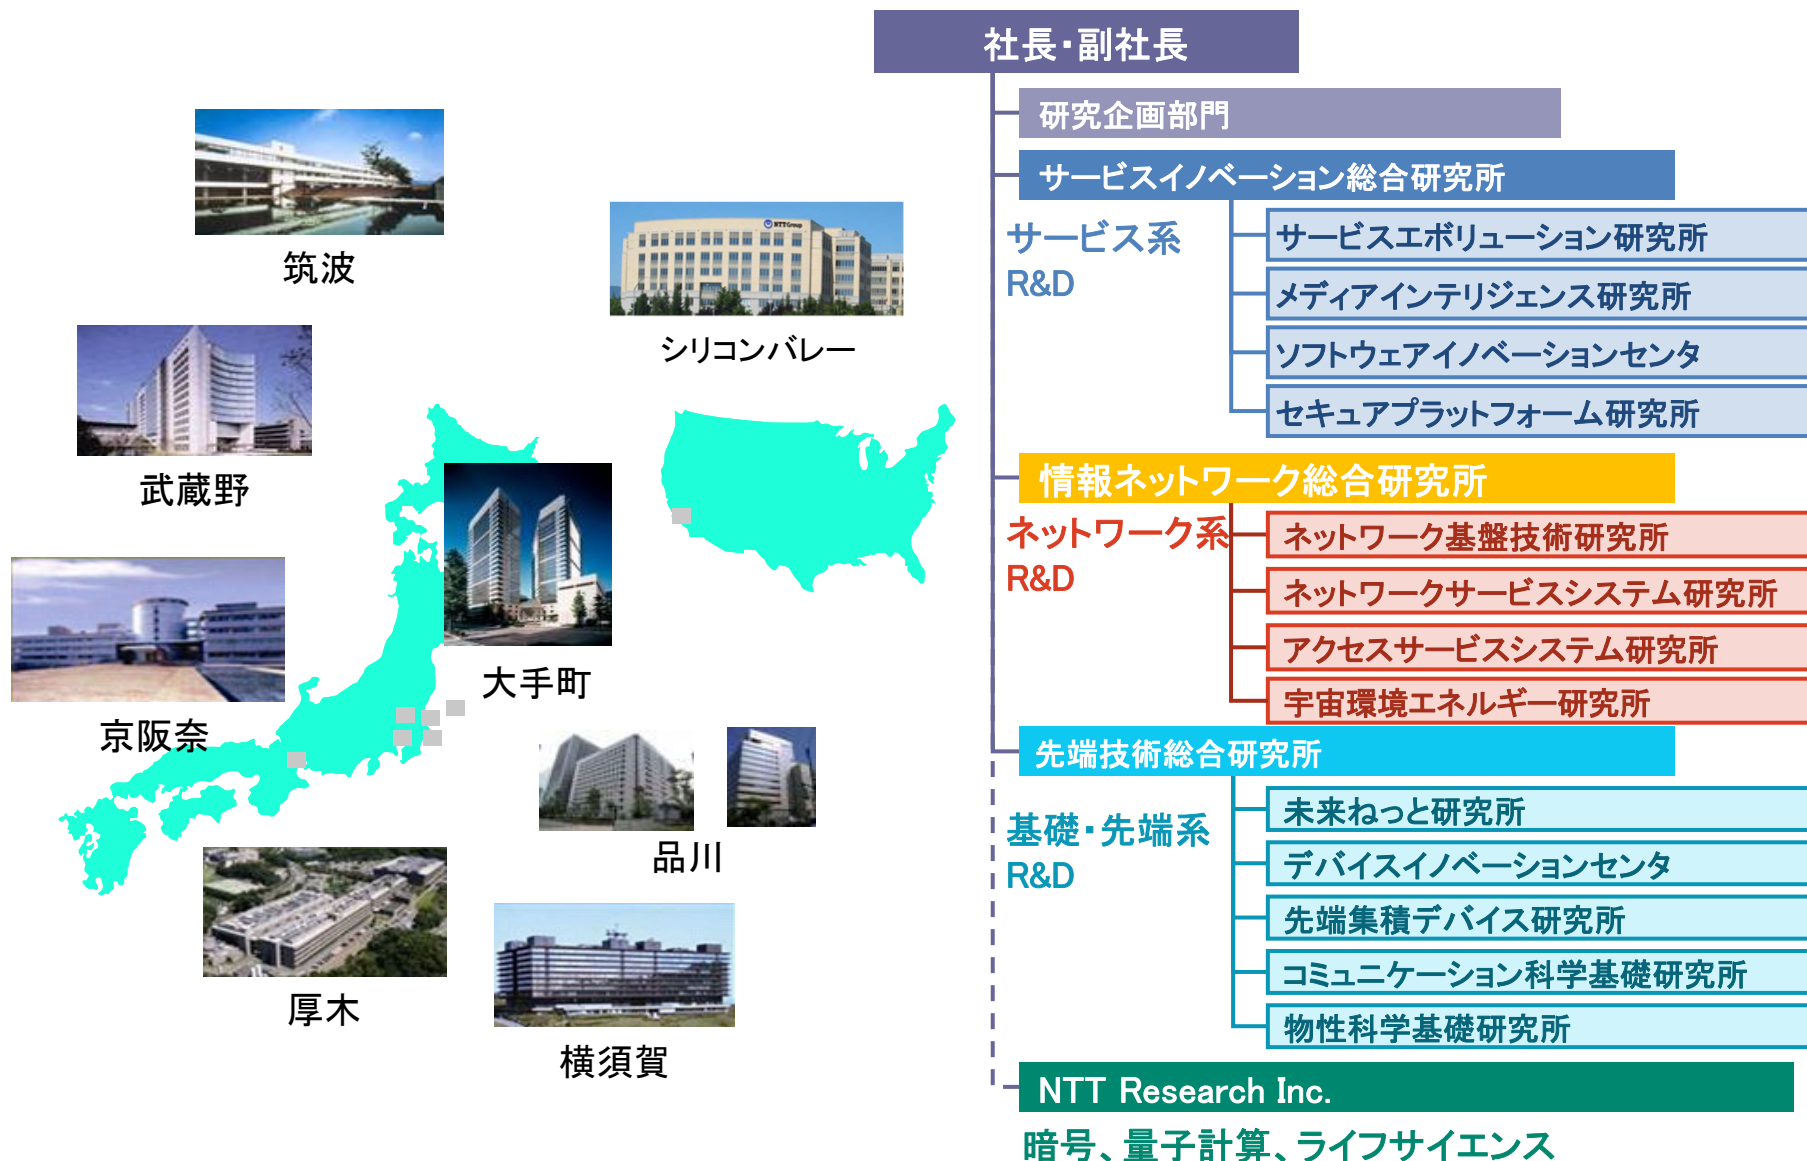 社長・副社長
研究企画部門
サービスイノベーション総合研究所
サービス系
R&D
サービスエボリューション研究所
メディアインテリジェンス研究所
ソフトウェアイノベーションセンタ
セキュアプラットフォーム研究所
情報ネットワーク総合研究所
ネットワーク系
R&D
ネットワーク基盤技術研究所
ネットワークサービスシステム研究所
アクセスサービスシステム研究所
宇宙環境エネルギー研究所
先端技術総合研究所
基礎・先端系
R&D
未来ねっと研究所
デバイスイノベーションセンタ
先端集積デバイス研究所
コミュニケーション科学基礎研究所
物性科学基礎研究所
NTT Research Inc.
暗号、量子計算、ライフサイエンス
筑波
NTT Group
シリコンバレー
武蔵野
大手町
京阪奈
品川
厚木
横須賀